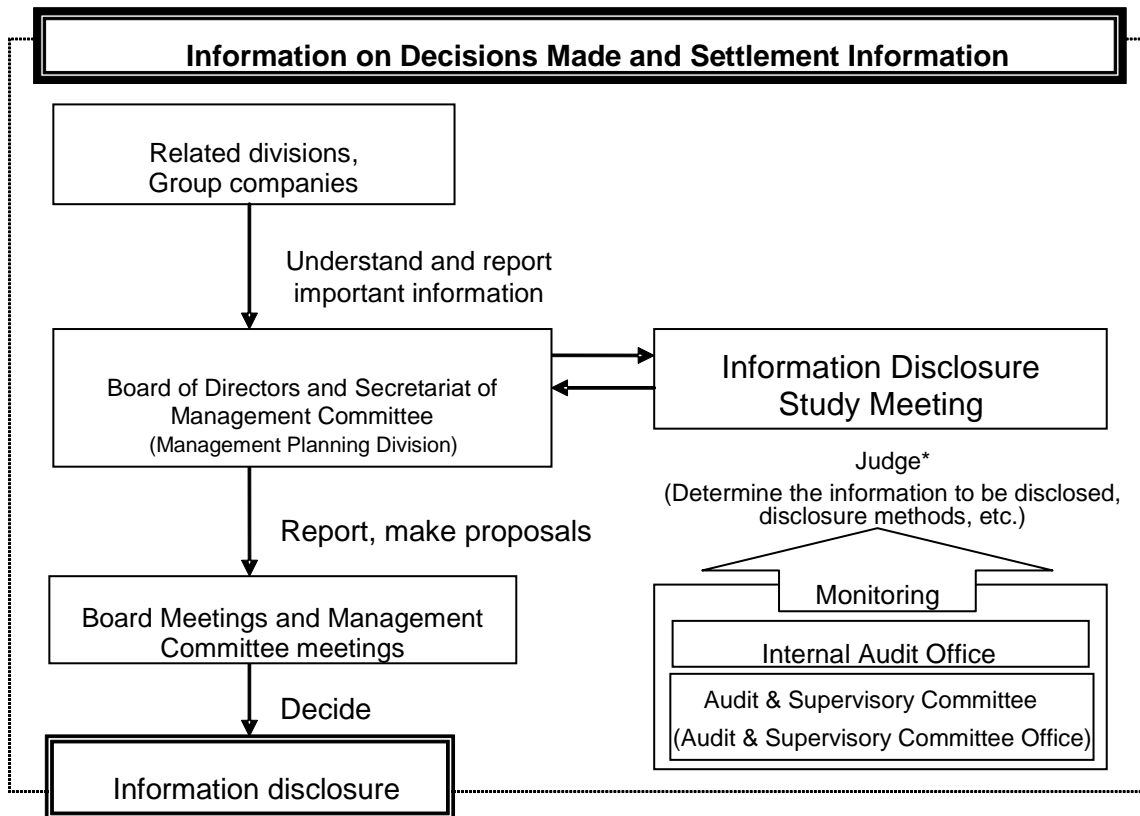 Information on Decisions Made and Settlement Information
Related divisions,
Group companies
Understand and report
important information
Board of Directors and Secretariat of
Management Committee
(Management Planning Division)
Information Disclosure
Study Meeting
Judge*
(Determine the information to be disclosed,
disclosure methods, etc.)
Report, make proposals
Monitoring
Board Meetings and Management
Committee meetings
Internal Audit Office
Audit & Supervisory Committee
(Audit & Supervisory Committee Office)
Decide
Information disclosure